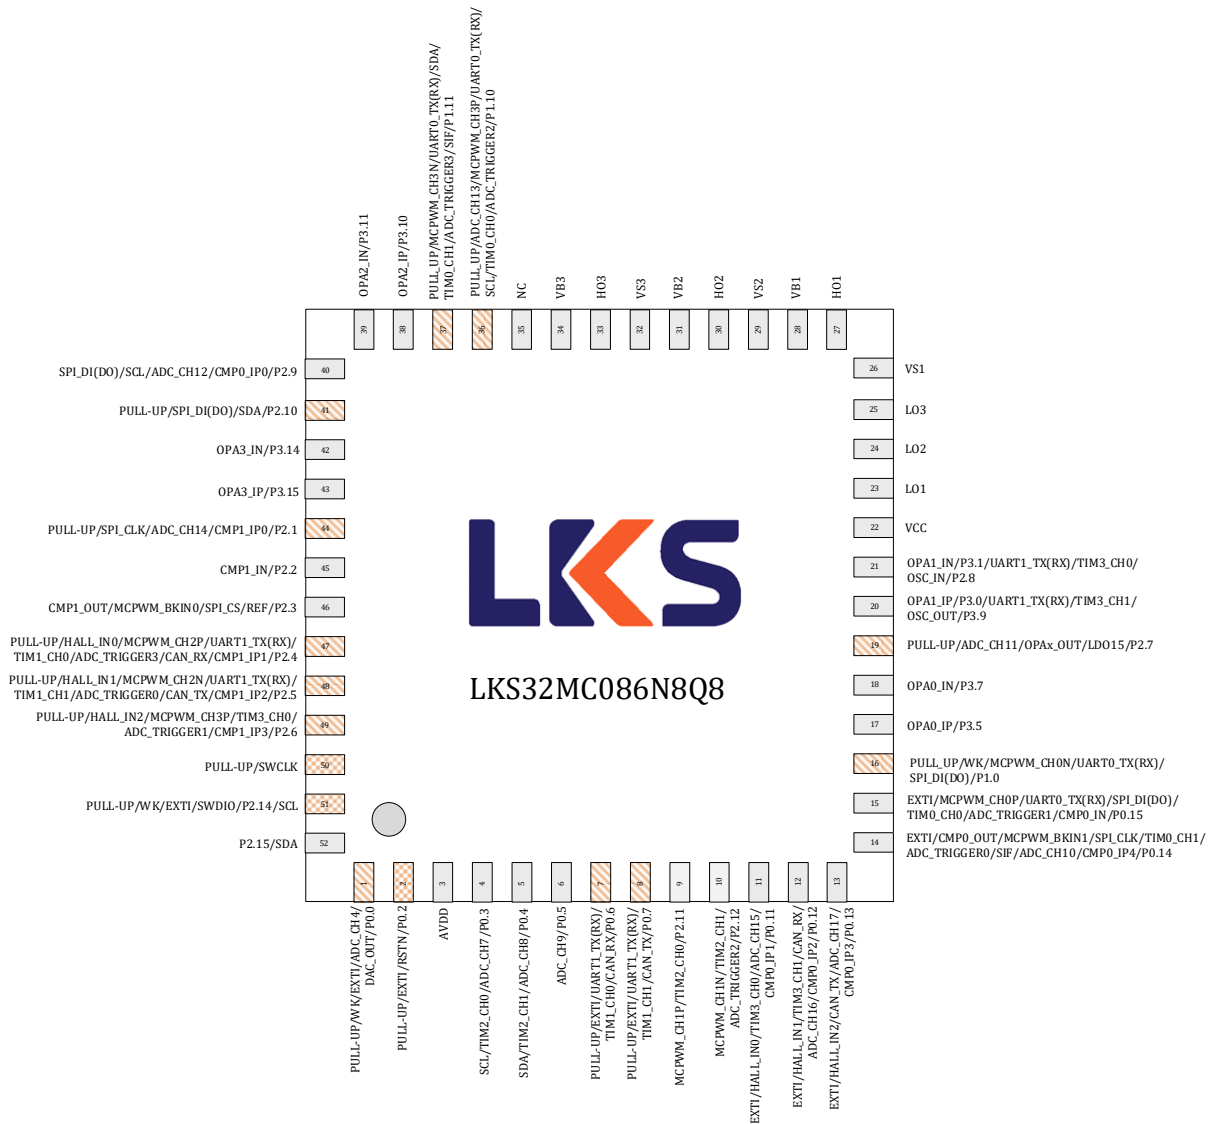 PULL_UP/MCPWM_CH3N/UART0_TX(RX)/SDA/
TIM0_CH1/ADC_TRIGGER3/SIF/P1.11
PULL_UP/ADC_CH13/MCPWM_CH3P/UART0_TX(RX)/
SCL/TIM0_CH0/ADC_TRIGGER2/P1.10
OPA2_IN/P3.11
OPA2_IP/P3.10
NC
VB3
HO3
VS3
VB2
HO2
VS2
VB1
HO1
39
38
37
36
35
34
33
32
31
30
29
28
27
SPI_DI(DO)/SCL/ADC_CH12/CMP0_IP0/P2.9
40
PULL-UP/SPI_DI(DO)/SDA/P2.10
41
OPA3_IN/P3.14
42
OPA3_IP/P3.15
43
PULL-UP/SPI_CLK/ADC_CH14/CMP1_IP0/P2.1
44
CMP1_IN/P2.2
45
CMP1_OUT/MCPWM_BKIN0/SPI_CS/REF/P2.3
46
PULL-UP/HALL_IN0/MCPWM_CH2P/UART1_TX(RX)/
TIM1_CH0/ADC_TRIGGER3/CAN_RX/CMP1_IP1/P2.4
47
PULL-UP/HALL_IN1/MCPWM_CH2N/UART1_TX(RX)/
TIM1_CH1/ADC_TRIGGER0/CAN_TX/CMP1_IP2/P2.5
48
PULL-UP/HALL_IN2/MCPWM_CH3P/TIM3_CH0/
ADC_TRIGGER1/CMP1_IP3/P2.6
49
PULL-UP/SWCLK
50
PULL-UP/WK/EXTI/SWDIO/P2.14/SCL
51
P2.15/SDA
52
LKS
LKS32MC086N8Q8
26
VS1
25
LO3
24
LO2
23
LO1
22
VCC
21
OPA1_IN/P3.1/UART1_TX(RX)/TIM3_CH0/
OSC_IN/P2.8
20
OPA1_IP/P3.0/UART1_TX(RX)/TIM3_CH1/
OSC_OUT/P3.9
19
PULL-UP/ADC_CH11/OPAx_OUT/LDO15/P2.7
18
OPA0_IN/P3.7
17
OPA0_IP/P3.5
16
PULL_UP/WK/MCPWM_CH0N/UART0_TX(RX)/
SPI_DI(DO)/P1.0
15
EXTI/MCPWM_CH0P/UART0_TX(RX)/SPI_DI(DO)/
TIM0_CH0/ADC_TRIGGER1/CMP0_IN/P0.15
14
EXTI/CMP0_OUT/MCPWM_BKIN1/SPI_CLK/TIM0_CH1/
ADC_TRIGGER0/SIF/ADC_CH10/CMP0_IP4/P0.14
1
2
3
4
5
6
7
8
9
10
11
12
13
PULL-UP/WK/EXTI/ADC_CH4/
DAC_OUT/P0.0
PULL-UP/EXTI/RSTN/P0.2
AVDD
SCL/TIM2_CH0/ADC_CH7/P0.3
SDA/TIM2_CH1/ADC_CH8/P0.4
ADC_CH9/P0.5
PULL-UP/EXTI/UART1_TX(RX)/
TIM1_CH0/CAN_RX/P0.6
PULL-UP/EXTI/UART1_TX(RX)/
TIM1_CH1/CAN_TX/P0.7
MCPWM_CH1P/TIM2_CH0/P2.11
MCPWM_CH1N/TIM2_CH1/
ADC_TRIGGER2/P2.12
EXTI/HALL_IN0/TIM3_CH0/ADC_CH15/
CMP0_IP1/P0.11
EXTI/HALL_IN1/TIM3_CH1/CAN_RX/
ADC_CH16/CMP0_IP2/P0.12
EXTI/HALL_IN2/CAN_TX/ADC_CH17/
CMP0_IP3/P0.13